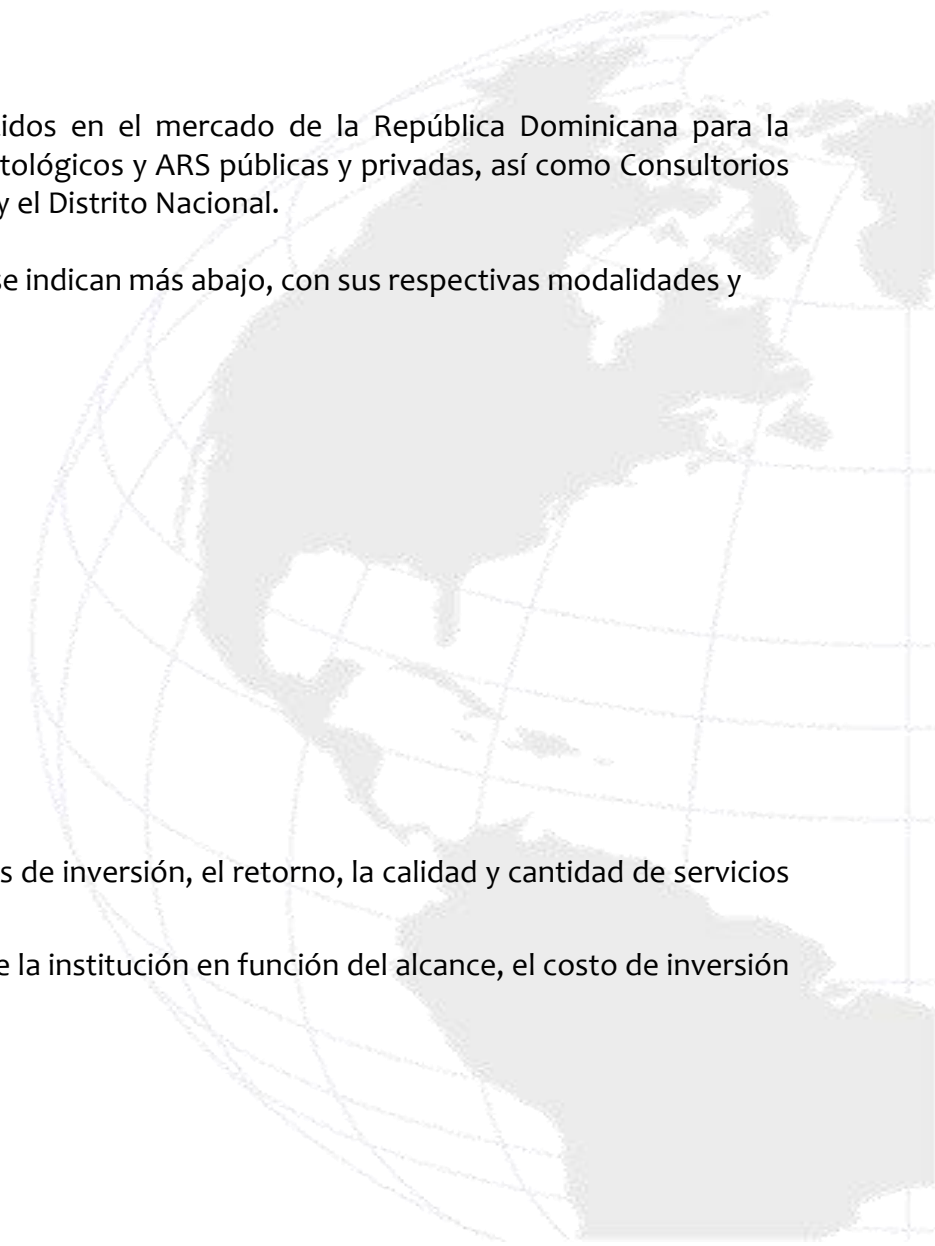 idos en el mercado de la República Dominicana para la
tológicos y ARS públicas y privadas, así como Consultorios
y el Distrito Nacional.
se indican más abajo, con sus respectivas modalidades y
s de inversión, el retorno, la calidad y cantidad de servicios
e la institución en función del alcance, el costo de inversión